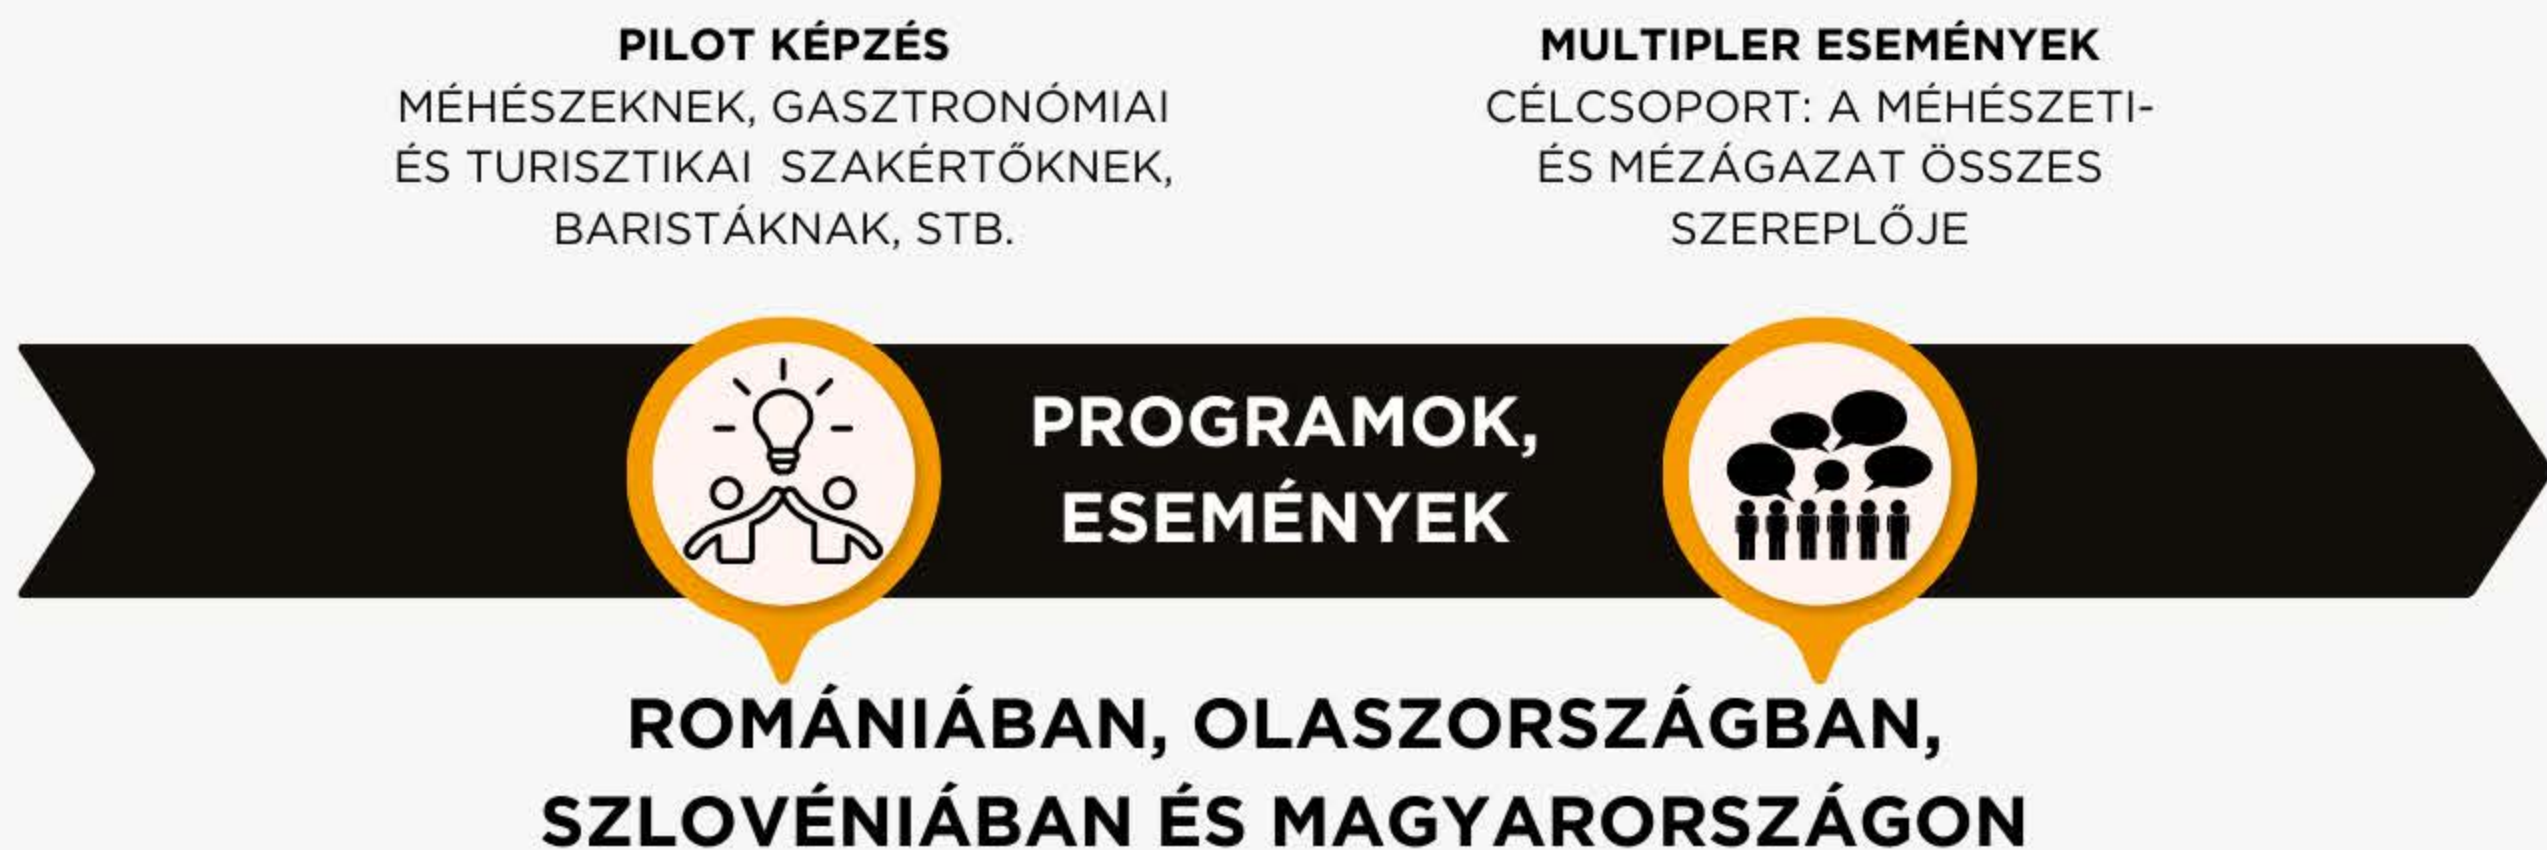 PILOT KÉPZÉS
MÉHÉSZEKNEK, GASZTRONÓMIAI
ÉS TURISZTIKAI SZAKÉRTŐKNEK,
BARISTÁKNAK, STB.
MULTIPLER ESEMÉNYEK
CÉLCSOPORT: A MÉHÉSZETI-
ÉS MÉZÁGAZAT ÖSSZES
SZEREPLŐJE
PROGRAMOK,
ESEMÉNYEK
ROMÁNIÁBAN, OLASZORSZÁGBAN,
SZLOVÉNIÁBAN ÉS MAGYARORSZÁGON